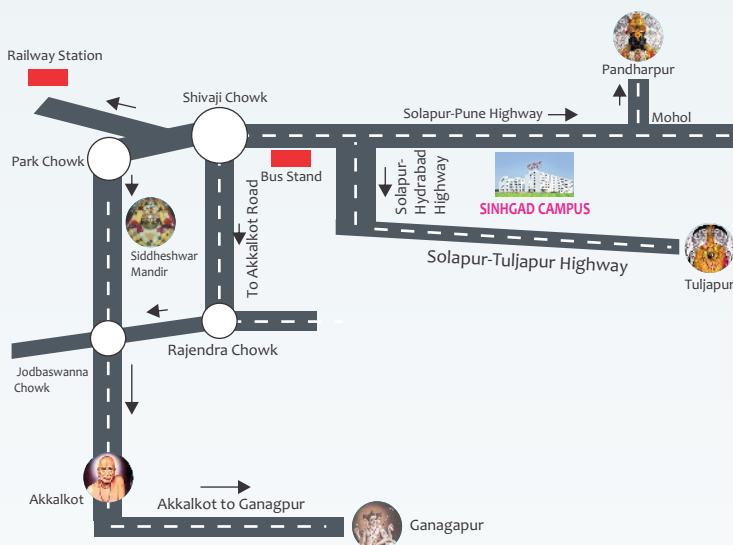 Railway Station
Pandharpur
Shivaji Chowk
Solapur-Pune Highway
Mohol
Park Chowk
Bus Stand
Solapur-
Hydrabad
Highway
SINHGAD CAMPUS
To Akkalkot Road
Siddheshwar
Mandir
Solapur-Tuljapur Highway
Tuljapur
Rajendra Chowk
Jodbaswanna
Chowk
Akkalkot
Akkalkot to Ganagpur
Ganagapur